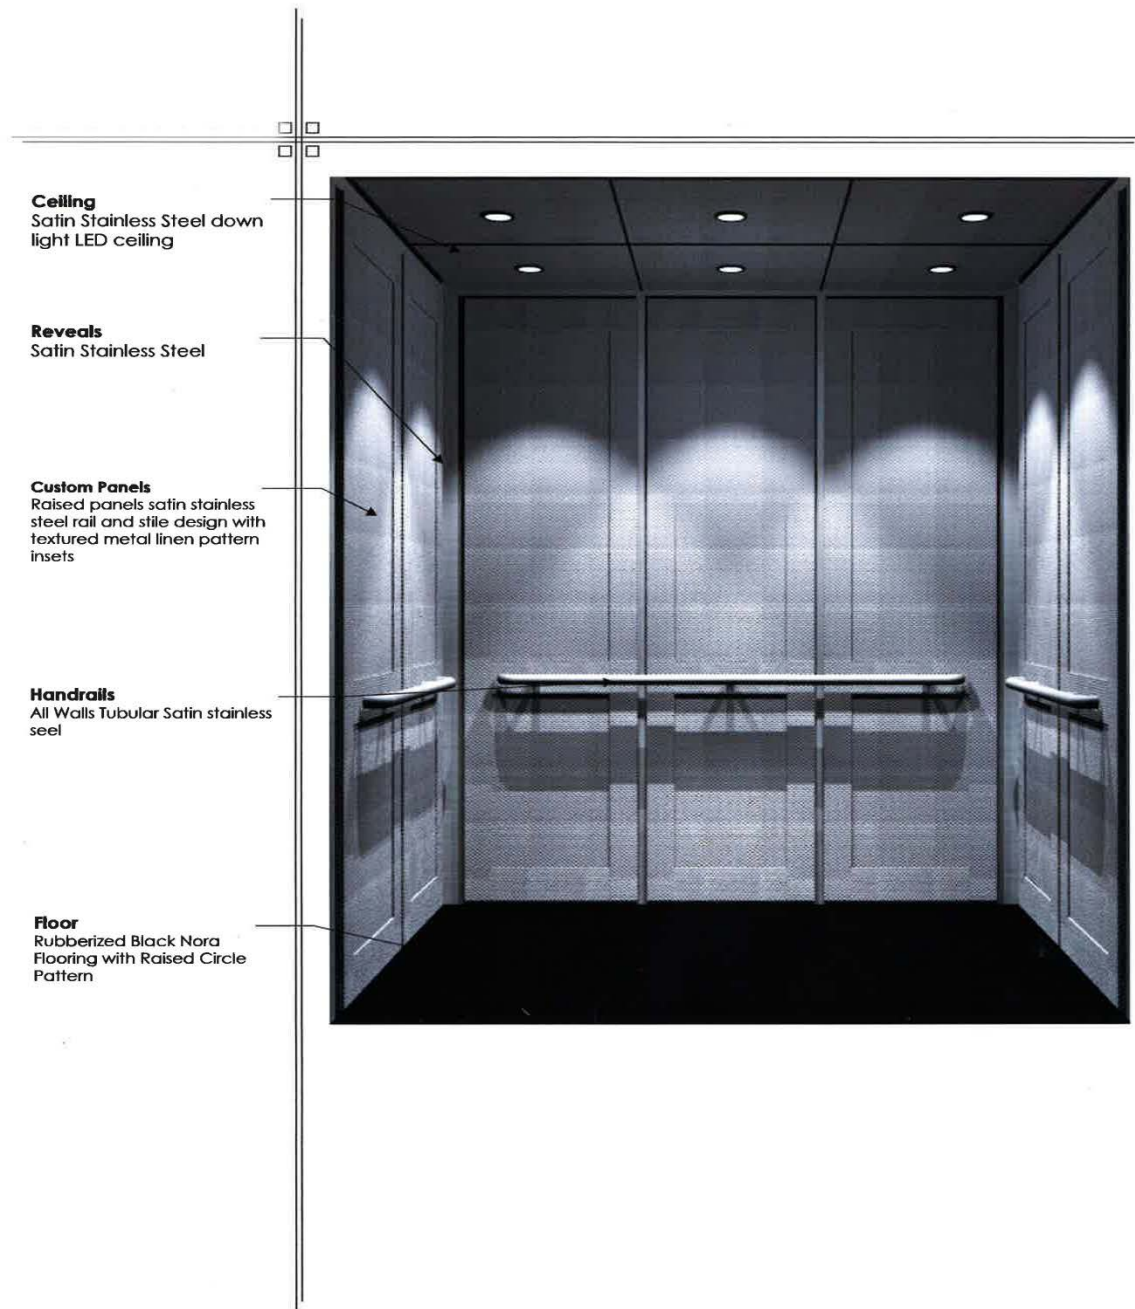 Ceiling
Satin Stainless Steel down
light LED ceiling
Reveals
Satin Stainless Steel
Custom Panels
Raised panels satin stainless
steel rail and stile design with
textured metal linen pattern
insets
Handrails
All Walls Tubular Satin stainless
seel
Floor
Rubberized Black Nora
Flooring with Raised Circle
Pattern